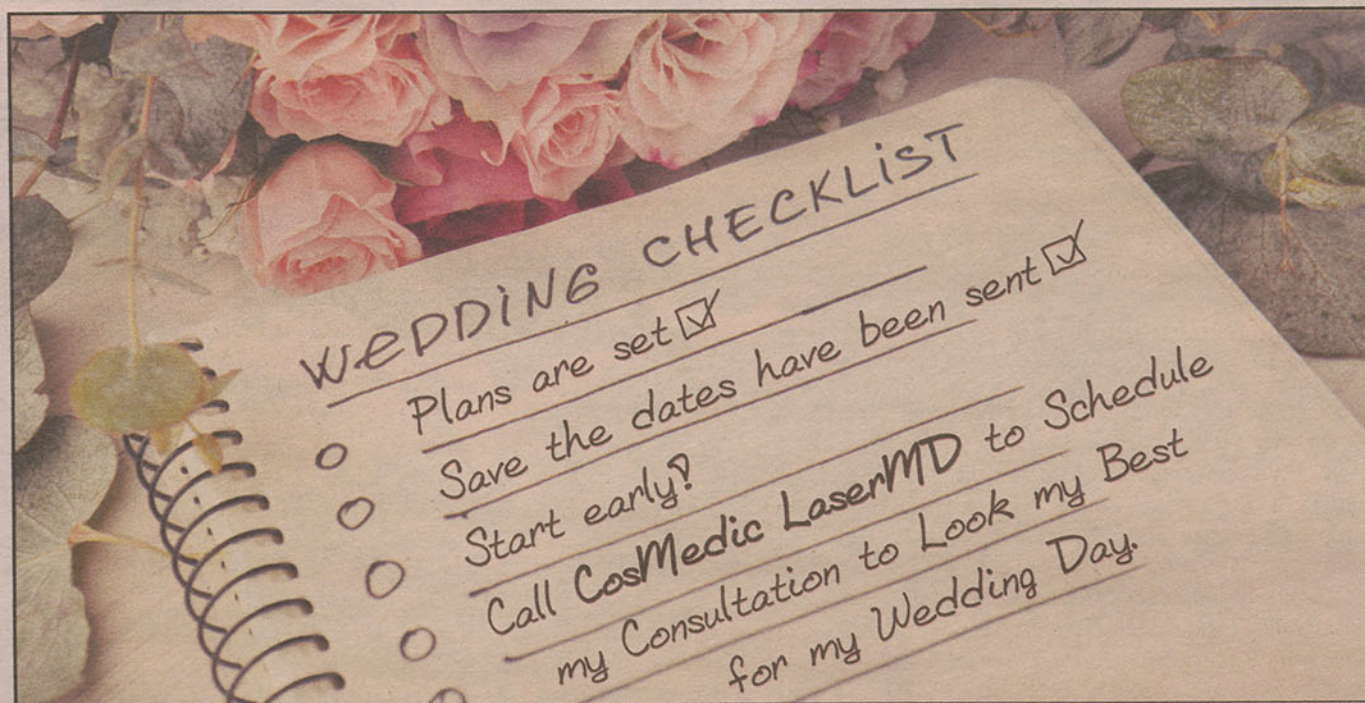 WEDDiNG CHECKLiST
Plans are set
Save the dates have been sent
Start early?
Call CosMedic LaserMD to Schedule
my Consultation to Look my Best
for my Wedding Day.